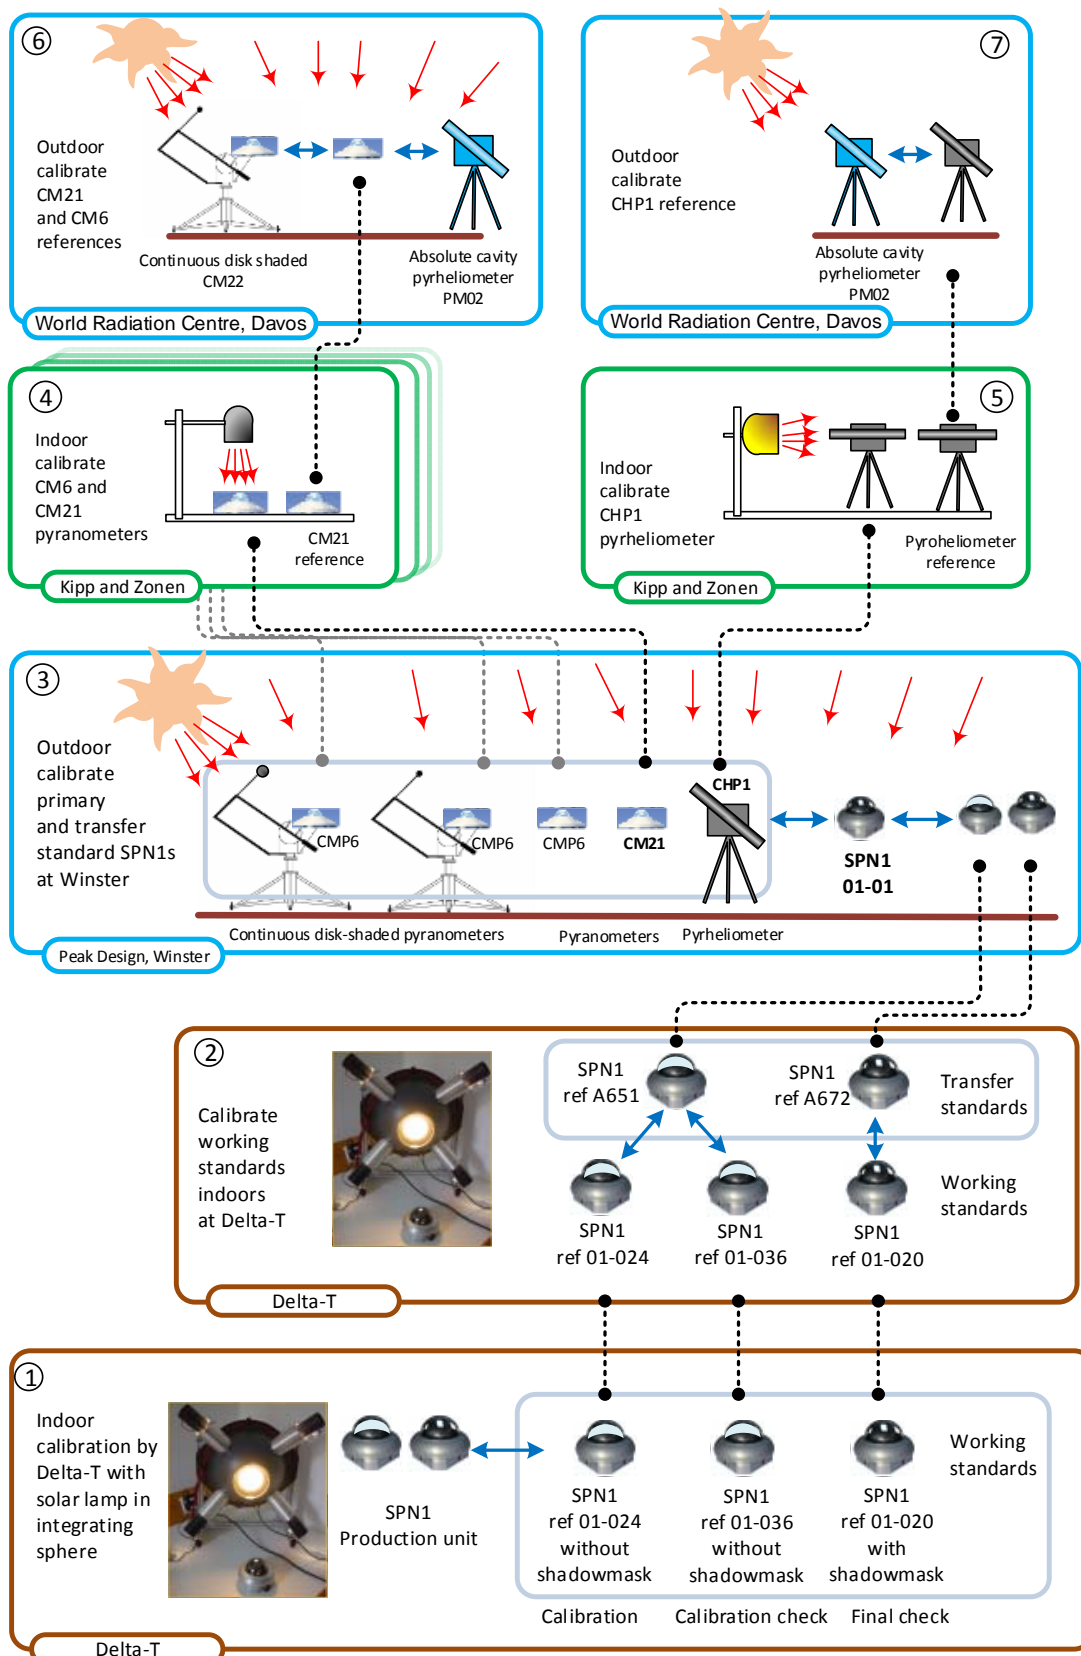 6
Outdoor
calibrate
CM21
and CM6
references
Continuous disk shaded
CM22
Absolute cavity
pyrheliometer
PM02
World Radiation Centre, Davos
7
Outdoor
calibrate
CHP1 reference
Absolute cavity
pyrheliometer
PM02
World Radiation Centre, Davos
4
Indoor
calibrate
CM6 and
CM21
pyranometers
CM21
reference
Kipp and Zonen
5
Indoor
calibrate
CHP1
pyrheliometer
Pyroheliometer
reference
Kipp and Zonen
3
Outdoor
calibrate
primary
and transfer
standard SPN1s
at Winster
CMP6
CMP6
CMP6
CM21
CHP1
SPN1
01-01
Continuous disk-shaded pyranometers
Pyranometers
Pyrheliometer
Peak Design, Winster
2
Calibrate
working
standards
indoors
at Delta-T
SPN1
ref A651
SPN1
ref A672
Transfer
standards
SPN1
ref 01-024
SPN1
ref 01-036
SPN1
ref 01-020
Working
standards
Delta-T
1
Indoor
calibration by
Delta-T with
solar lamp in
integrating
sphere
SPN1
Production unit
SPN1
ref 01-024
without
shadowmask
SPN1
ref 01-036
without
shadowmask
SPN1
ref 01-020
with
shadowmask
Working
standards
Calibration
Calibration check
Final check
Delta-T